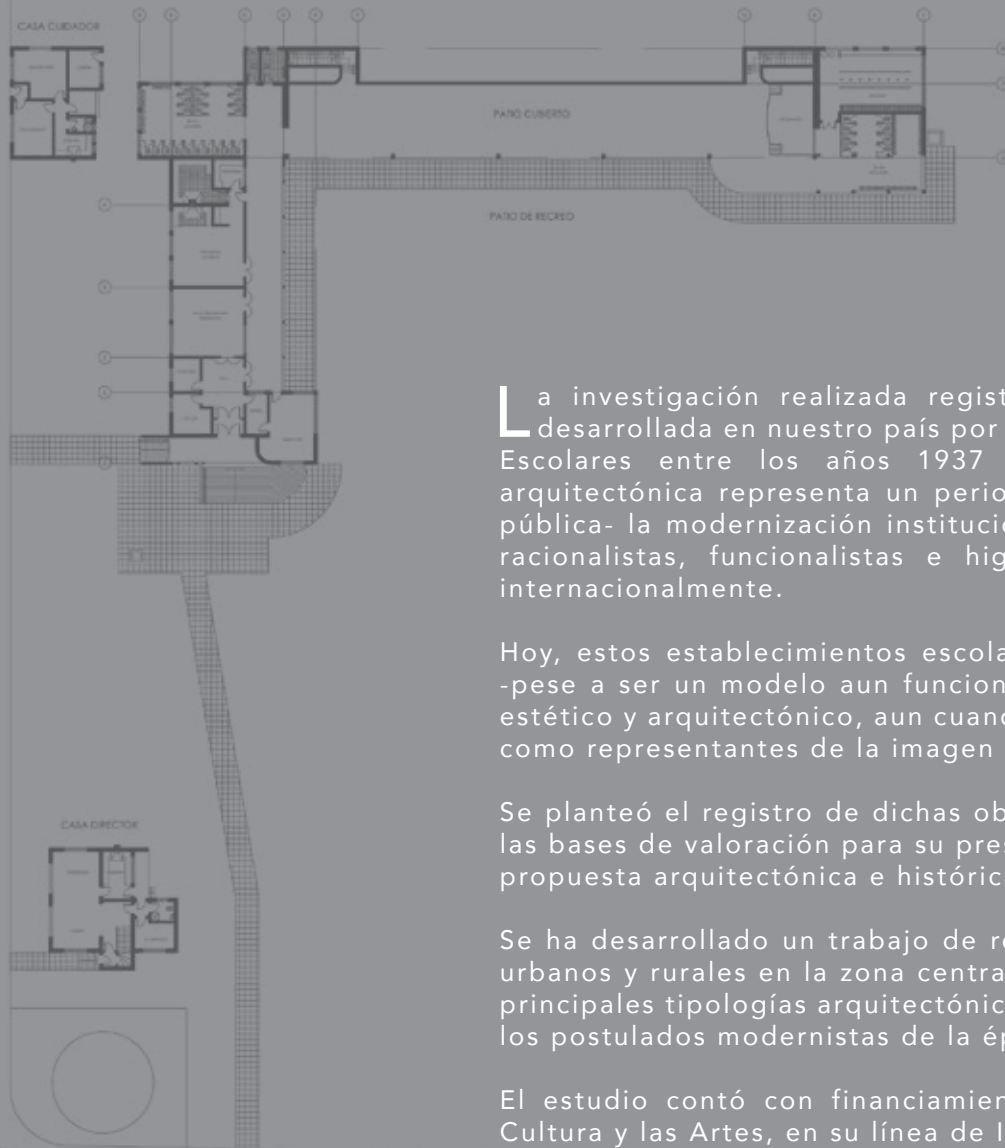 CASA CUIDADOR
PATIO CUBIERTO
PATIO DE RECREO
CASA DIRECTOR
La investigación realizada regist
desarrollada en nuestro país por
Escolares entre los años 1937
arquitectónica representa un perio
pública- la modernización instituci
racionalistas, funcionalistas e hig
internacionalmente.
Hoy, estos establecimientos escola
-pese a ser un modelo aun funcion
estético y arquitectónico, aun cuand
como representantes de la imagen
Se planteó el registro de dichas ob
las bases de valoración para su pres
propuesta arquitectónica e históric
Se ha desarrollado un trabajo de re
urbanos y rurales en la zona centra
principales tipologías arquitectónic
los postulados modernistas de la ép
El estudio contó con financiamien
Cultura y las Artes, en su línea de I